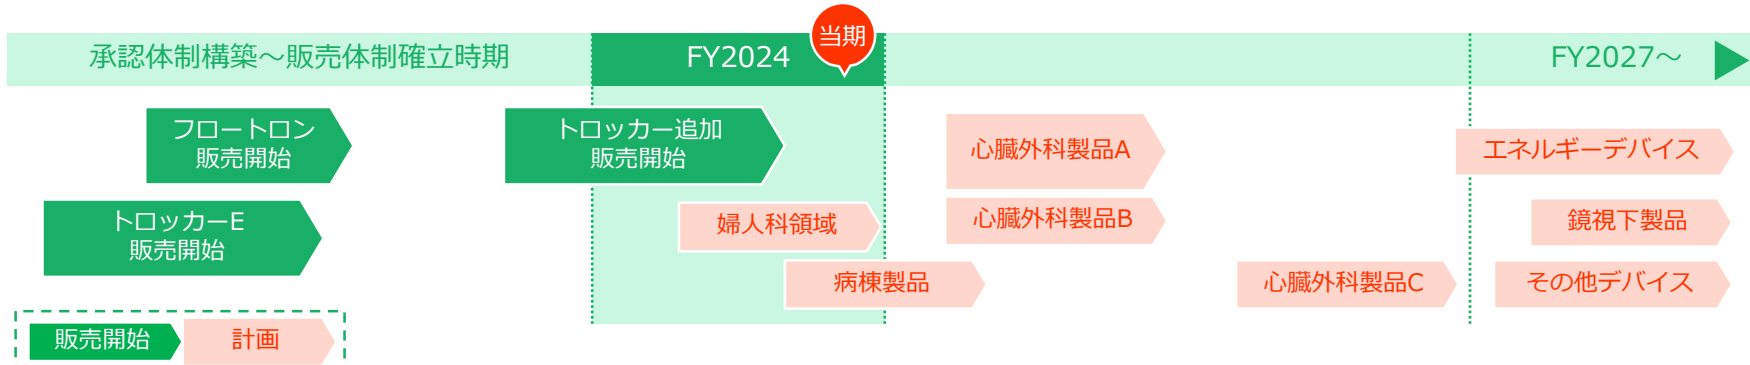 承認体制構築～販売体制確立時期
FY2024
当期
FY2027～
フロートロン
販売開始
トロッカー追加
販売開始
心臓外科製品A
エネルギーデバイス
トロッカーE
販売開始
婦人科領域
心臓外科製品B
鏡視下製品
病棟製品
心臓外科製品C
その他デバイス
販売開始
計画